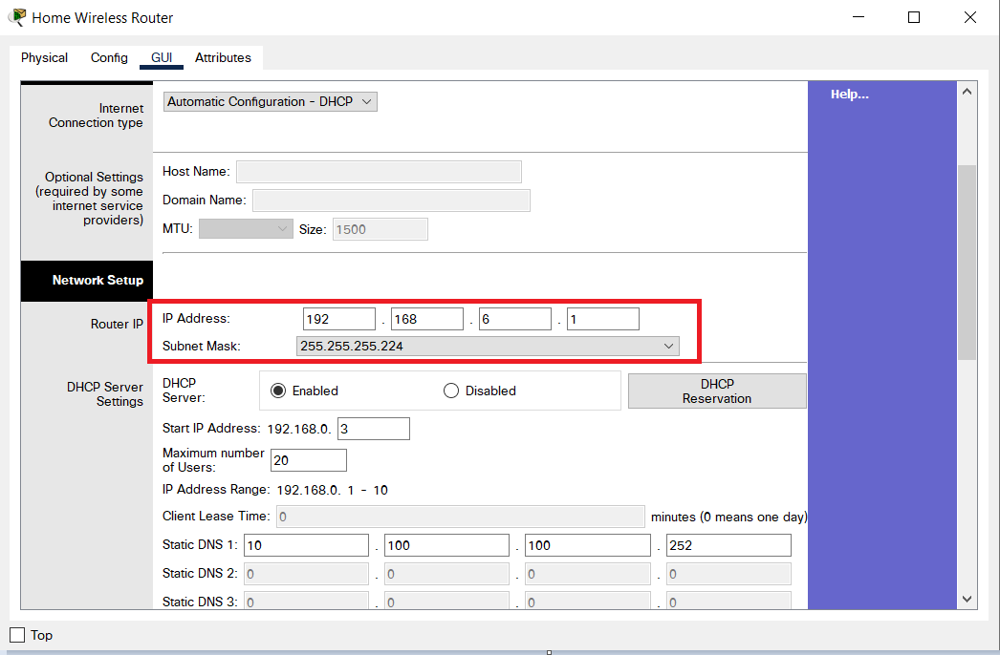 Home Wireless Router
Physical Config GUI Attributes
Internet
Connection type
Automatic Configuration - DHCP
Help...
Optional Settings
(required by some
internet service
providers)
Host Name:
Domain Name:
MTU: Size: 1500
Network Setup
Router IP
IP Address: 192 . 168 . 6 . 1
Subnet Mask: 255.255.255.224
DHCP Server
Settings
DHCP
Server:
Enabled Disabled
DHCP
Reservation
Start IP Address: 192.168.0. 3
Maximum number
of Users: 20
IP Address Range: 192.168.0. 1 - 10
Client Lease Time: 0 minutes (0 means one day)
Static DNS 1: 10 . 100 . 100 . 252
Static DNS 2: 0 . 0 . 0 . 0
Static DNS 3: 0 . 0 . 0 . 0
Top